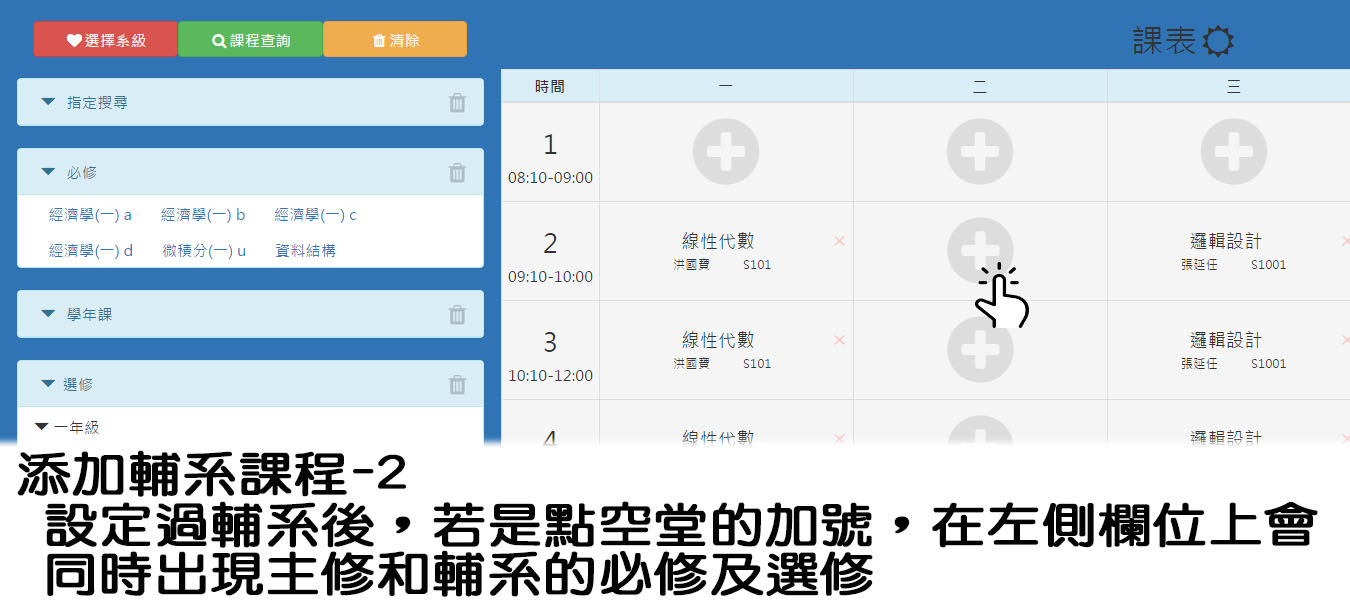 選擇系級 課程查詢 清除
課表
指定搜尋
必修
經濟學(一) a 經濟學(一) b 經濟學(一) c
經濟學(一) d 微積分(一) u 資料結構
學年課
選修
一年級
時間 一 二 三
1
08:10-09:00
2 線性代數 × 邏輯設計 ×
洪國寶 S101 張延任 S1001
09:10-10:00
3 線性代數 × 邏輯設計 ×
洪國寶 S101 張延任 S1001
10:10-12:00
4 線性代數 × 邏輯設計 ×
添加輔系課程-2
設定過輔系後，若是點空堂的加號，在左側欄位上會
同時出現主修和輔系的必修及選修